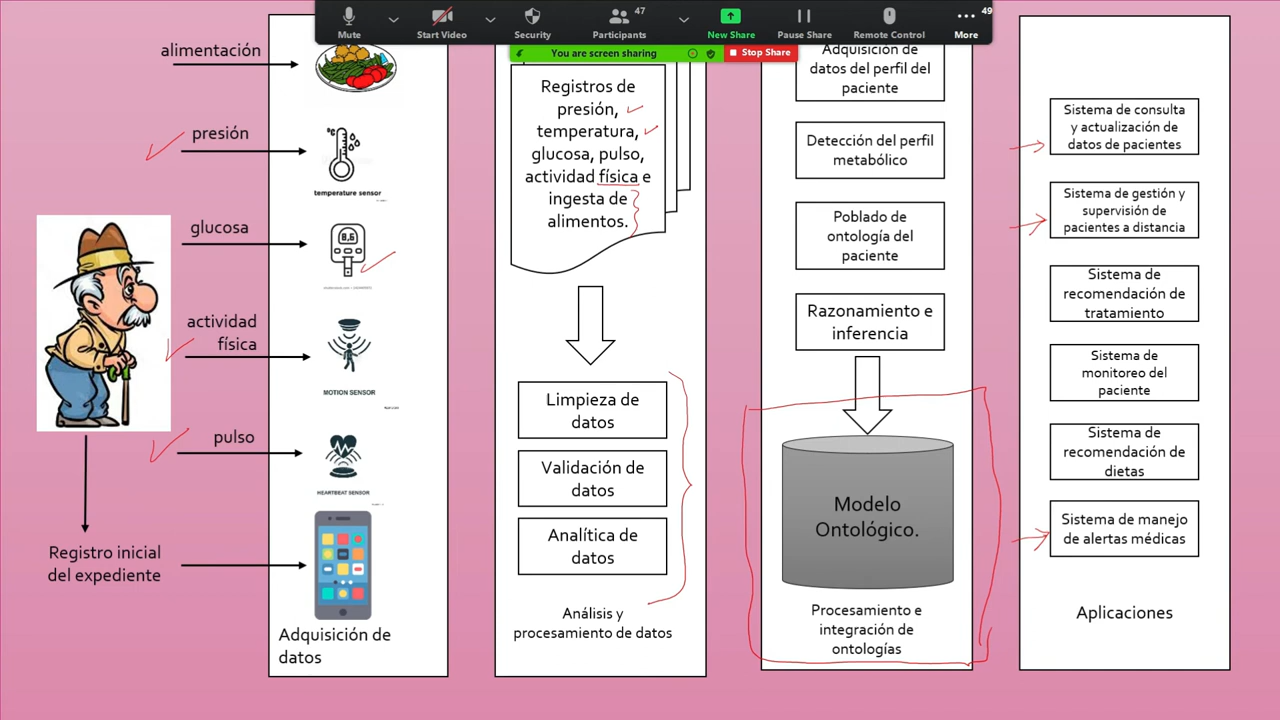 47
49
Mute
Start Video
Security
Participants
New Share
Pause Share
Remote Control
More
You are screen sharing
Stop Share
alimentación
presión
glucosa
actividad
física
pulso
Registro inicial
del expediente
°C
temperature sensor
8,6
MOTION SENSOR
HEARTBEAT SENSOR
Adquisición de
datos
Registros de
presión,
temperatura,
glucosa, pulso,
actividad física e
ingesta de
alimentos.
Limpieza de
datos
Validación de
datos
Analítica de
datos
Análisis y
procesamiento de datos
Adquisición de
datos del perfil del
paciente
Detección del perfil
metabólico
Poblado de
ontología del
paciente
Razonamiento e
inferencia
Modelo
Ontológico.
Procesamiento e
integración de
ontologías
Sistema de consulta
y actualización de
datos de pacientes
Sistema de gestión y
supervisión de
pacientes a distancia
Sistema de
recomendación de
tratamiento
Sistema de
monitoreo del
paciente
Sistema de
recomendación de
dietas
Sistema de manejo
de alertas médicas
Aplicaciones